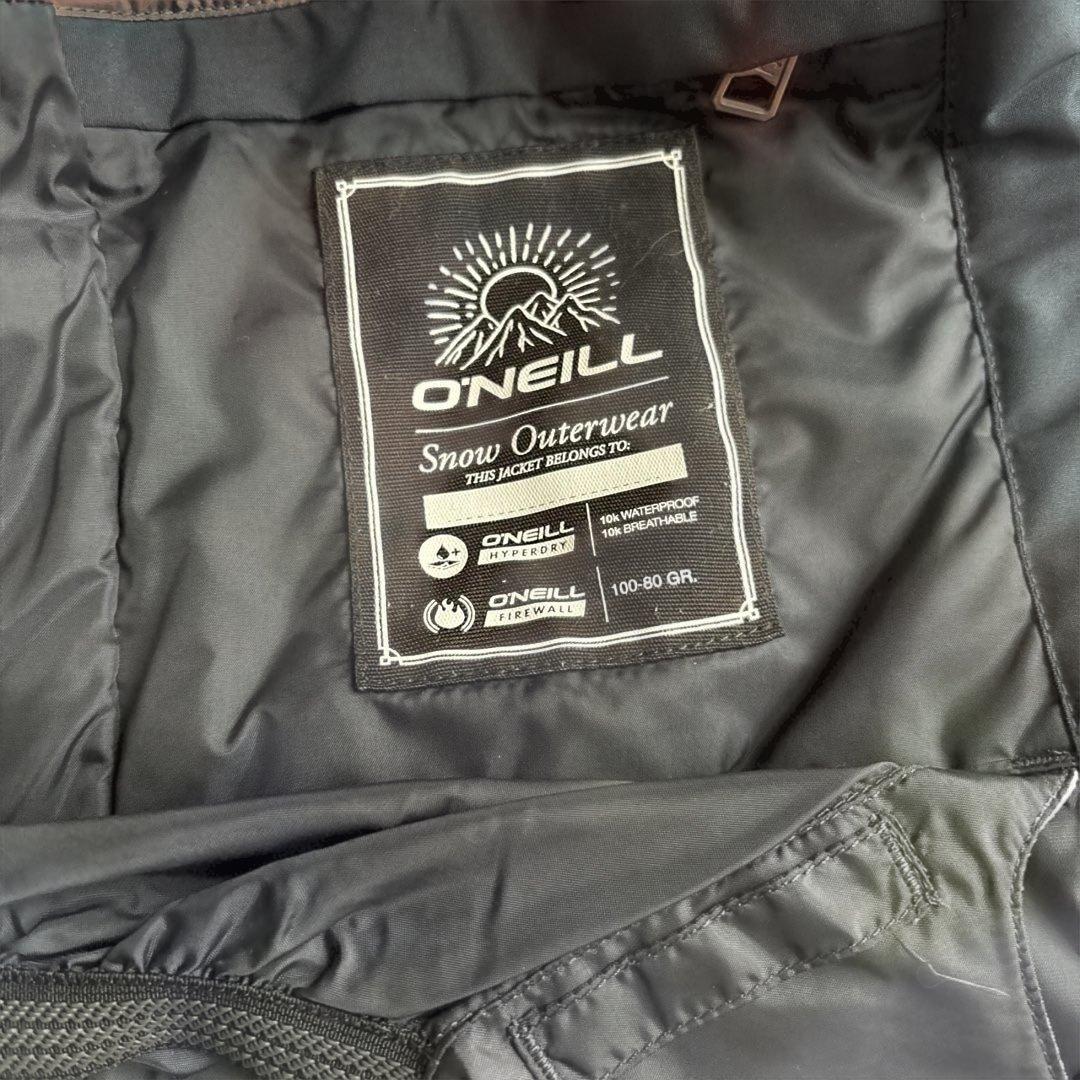 O'NEILL
Snow Outerwear
THIS JACKET BELONGS TO:
O'NEILL
HYPERDRY
10k WATERPROOF
10k BREATHABLE
O'NEILL
FIREWALL
100-80 GR.